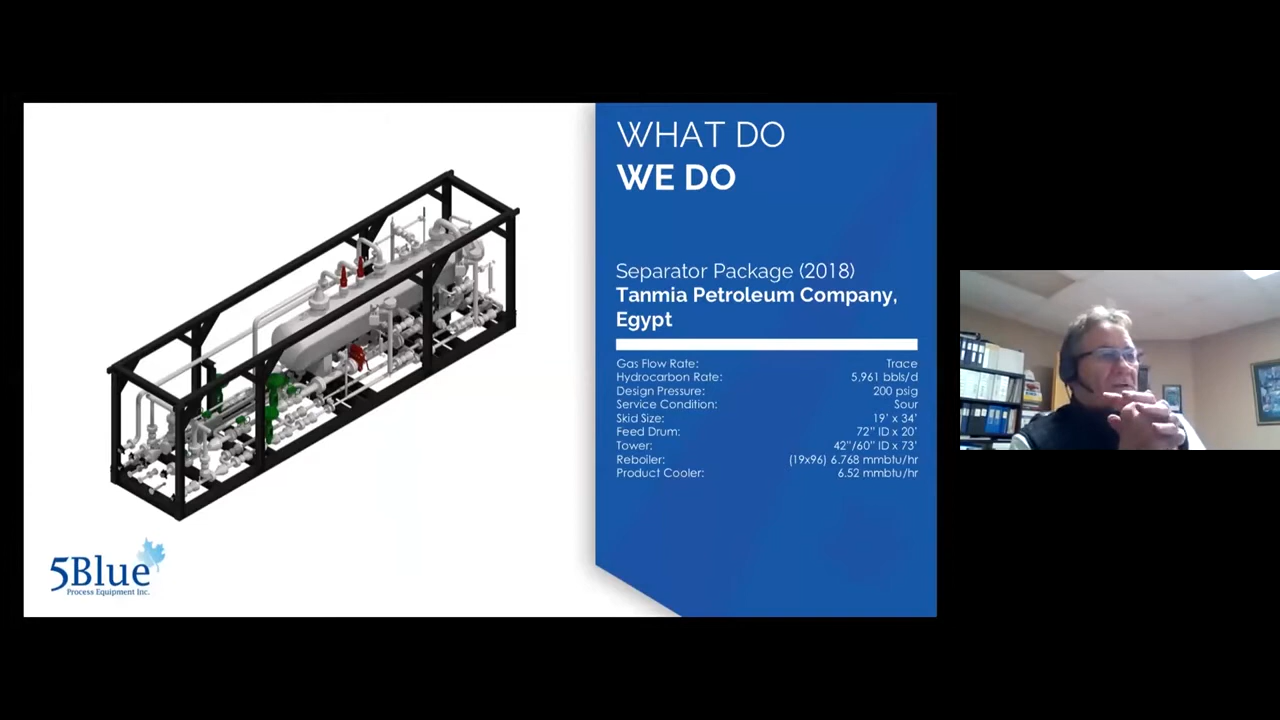 WHAT DO
WE DO
Separator Package (2018)
Tanmia Petroleum Company,
Egypt
Gas Flow Rate: Trace
Hydrocarbon Rate: 5,961 bbls/d
Design Pressure: 200 psig
Service Condition: Sour
Skid Size: 19' x 34'
Feed Drum: 72" ID x 20'
Tower: 42"/60" ID x 73'
Reboiler: (19x96) 6.768 mmbtu/hr
Product Cooler: 6.52 mmbtu/hr
5Blue
Process Equipment Inc.